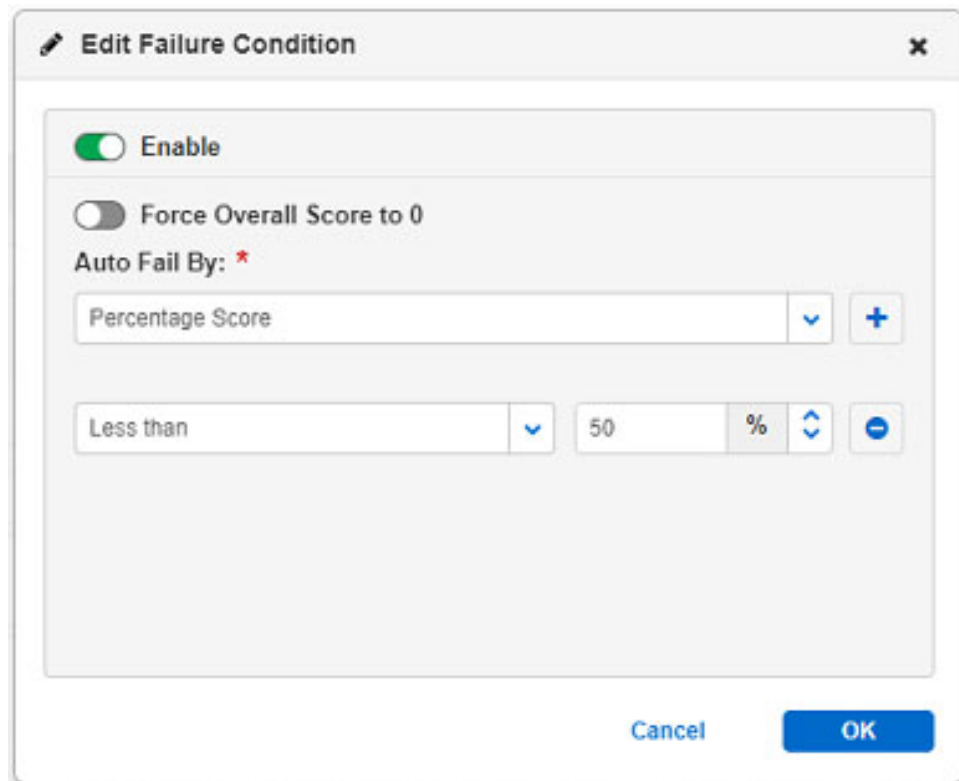 Edit Failure Condition
Enable
Force Overall Score to 0
Auto Fail By: *
Percentage Score
Less than 50 %
Cancel OK